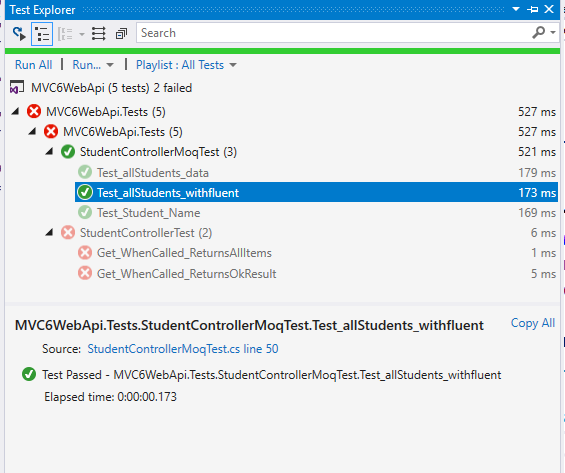 Test Explorer
Search
Run All | Run... | Playlist : All Tests
MVC6WebApi (5 tests) 2 failed
MVC6WebApi.Tests (5) 527 ms
MVC6WebApi.Tests (5) 527 ms
StudentControllerMoqTest (3) 521 ms
Test_allStudents_data 179 ms
Test_allStudents_withfluent 173 ms
Test_Student_Name 169 ms
StudentControllerTest (2) 6 ms
Get_WhenCalled_ReturnsAllItems 1 ms
Get_WhenCalled_ReturnsOkResult 5 ms
MVC6WebApi.Tests.StudentControllerMoqTest.Test_allStudents_withfluent Copy All
Source: StudentControllerMoqTest.cs line 50
Test Passed - MVC6WebApi.Tests.StudentControllerMoqTest.Test_allStudents_withfluent
Elapsed time: 0:00:00.173